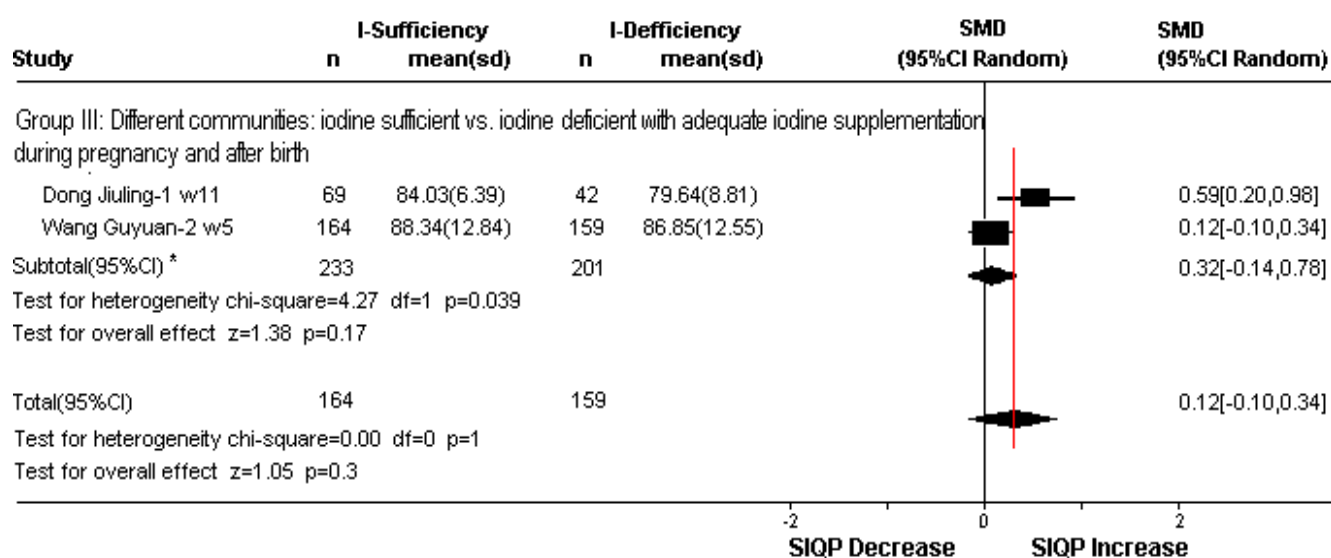 I-Sufficiency I-Defficiency SMD SMD
Study n mean(sd) n mean(sd) (95%CI Random) (95%CI Random)
Group III: Different communities: iodine sufficient vs. iodine deficient with adequate iodine supplementation
during pregnancy and after birth
Dong Jiuling-1 w11 69 84.03(6.39) 42 79.64(8.81) 0.59[0.20,0.98]
Wang Guyuan-2 w5 164 88.34(12.84) 159 86.85(12.55) 0.12[-0.10,0.34]
Subtotal(95%CI) * 233 201 0.32[-0.14,0.78]
Test for heterogeneity chi-square=4.27 df=1 p=0.039
Test for overall effect z=1.38 p=0.17
Total(95%CI) 164 159 0.12[-0.10,0.34]
Test for heterogeneity chi-square=0.00 df=0 p=1
Test for overall effect z=1.05 p=0.3
-2 0 2
SIQP Decrease SIQP Increase